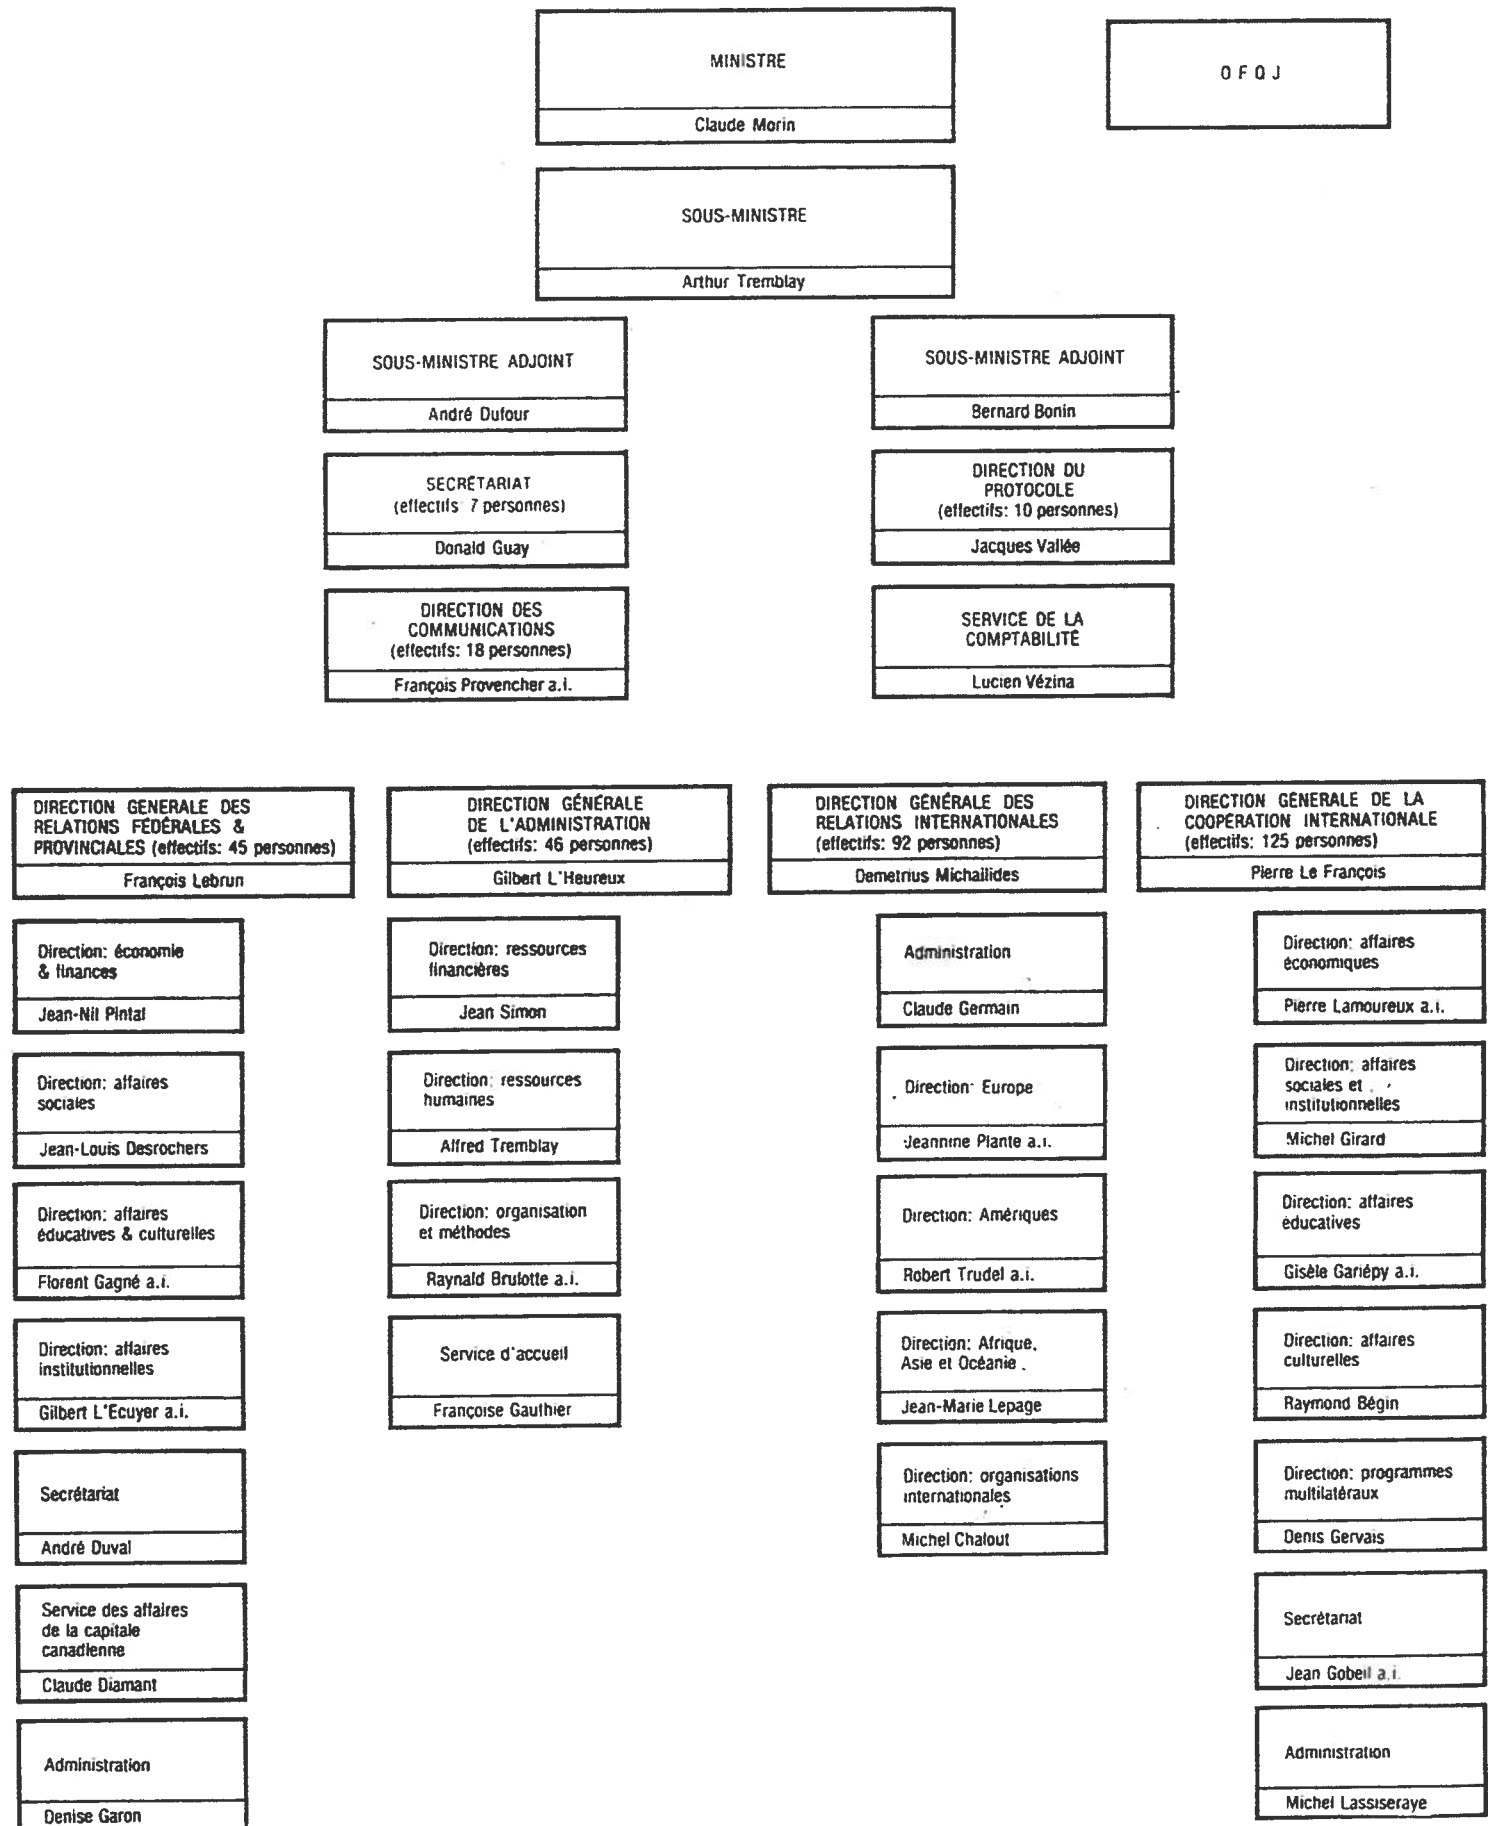 MINISTRE
Claude Morin
O F Q J
SOUS-MINISTRE
Arthur Tremblay
SOUS-MINISTRE ADJOINT
André Dufour
SOUS-MINISTRE ADJOINT
Bernard Bonin
SECRÉTARIAT
(effectifs 7 personnes)
Donald Guay
DIRECTION DU
PROTOCOLE
(effectifs: 10 personnes)
Jacques Vallée
DIRECTION DES
COMMUNICATIONS
(effectifs: 18 personnes)
François Provencher a.i.
SERVICE DE LA
COMPTABILITÉ
Lucien Vézina
DIRECTION GENERALE DES
RELATIONS FÉDÉRALES &
PROVINCIALES (effectifs: 45 personnes)
François Lebrun
DIRECTION GÉNÉRALE
DE L'ADMINISTRATION
(effectifs: 46 personnes)
Gilbert L'Heureux
DIRECTION GÉNÉRALE DES
RELATIONS INTERNATIONALES
(effectifs: 92 personnes)
Demetrius Michailides
DIRECTION GÉNERALE DE LA
COOPÉRATION INTERNATIONALE
(effectifs: 125 personnes)
Pierre Le François
Direction: économie
& finances
Jean-Nil Pintal
Direction: affaires
sociales
Jean-Louis Desrochers
Direction: affaires
éducatives & culturelles
Florent Gagné a.i.
Direction: affaires
institutionnelles
Gilbert L'Ecuyer a.i.
Secrétariat
André Duval
Service des affaires
de la capitale
canadienne
Claude Diamant
Administration
Denise Garon
Direction: ressources
financières
Jean Simon
Direction: ressources
humaines
Alfred Tremblay
Direction: organisation
et méthodes
Raynald Brulotte a.i.
Service d'accueil
Françoise Gauthier
Administration
Claude Germain
Direction: Europe
Jeannine Plante a.i.
Direction: Amériques
Robert Trudel a.i.
Direction: Afrique,
Asie et Océanie
Jean-Marie Lepage
Direction: organisations
internationales
Michel Chalout
Direction: affaires
économiques
Pierre Lamoureux a.i.
Direction: affaires
sociales et
institutionnelles
Michel Girard
Direction: affaires
éducatives
Gisèle Gariépy a.i.
Direction: affaires
culturelles
Raymond Bégin
Direction: programmes
multilatéraux
Denis Gervais
Secrétariat
Jean Gobeil a.i.
Administration
Michel Lassiseraye